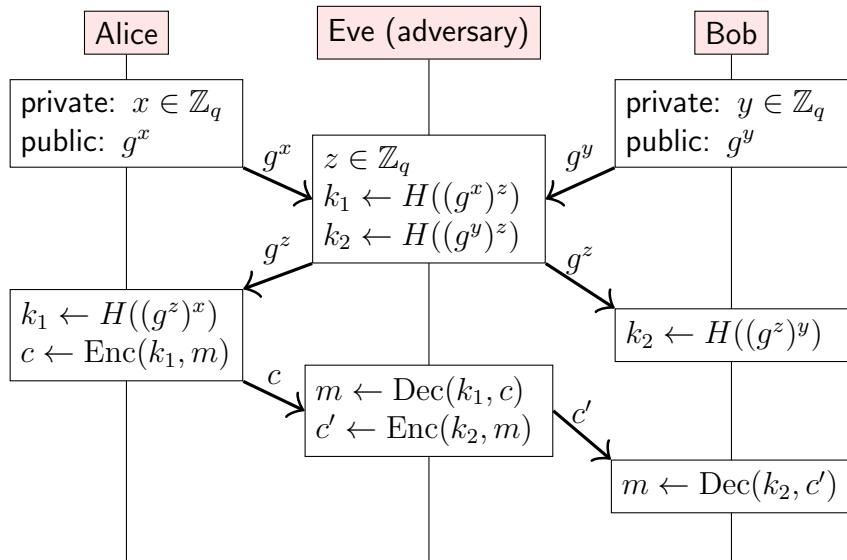 Alice
Eve (adversary)
Bob
private: x ∈ ℤ_q
public: g^x
private: y ∈ ℤ_q
public: g^y
g^x
g^y
z ∈ ℤ_q
k_1 ← H((g^x)^z)
k_2 ← H((g^y)^z)
g^z
g^z
k_1 ← H((g^z)^x)
c ← Enc(k_1, m)
k_2 ← H((g^z)^y)
c
m ← Dec(k_1, c)
c′ ← Enc(k_2, m)
c′
m ← Dec(k_2, c′)